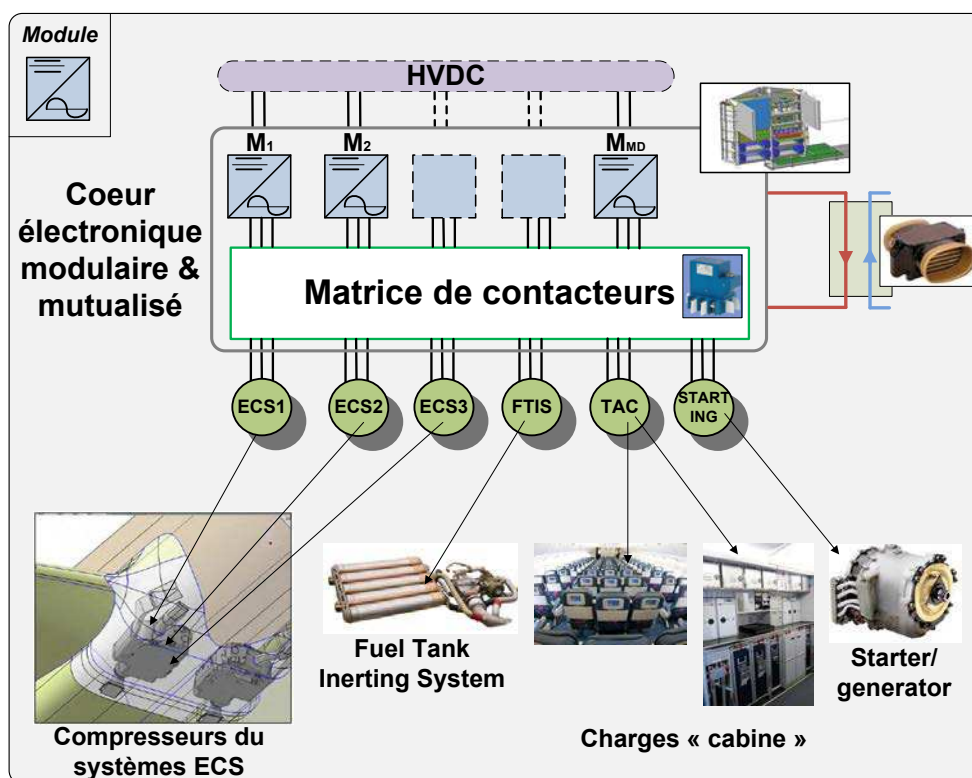 Module
HVDC
M1
M2
MMD
Coeur
électronique
modulaire &
mutualisé
Matrice de contacteurs
ECS1
ECS2
ECS3
FTIS
TAC
START
ING
Fuel Tank
Inerting System
Starter/
generator
Compresseurs du
systèmes ECS
Charges « cabine »